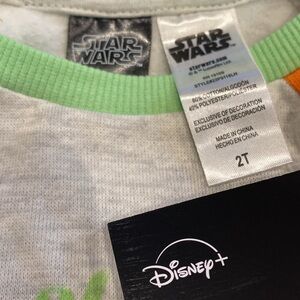 STAR
WARS
STAR
WARS
starwars.com
60% COTTON/ALGODÓN
40% POLYESTER/POLIÉSTER
EXCLUSIVE OF DECORATION
EXCLUSIVO DE DECORACIÓN
MADE IN CHINA
HECHO EN CHINA
2T
Disney+